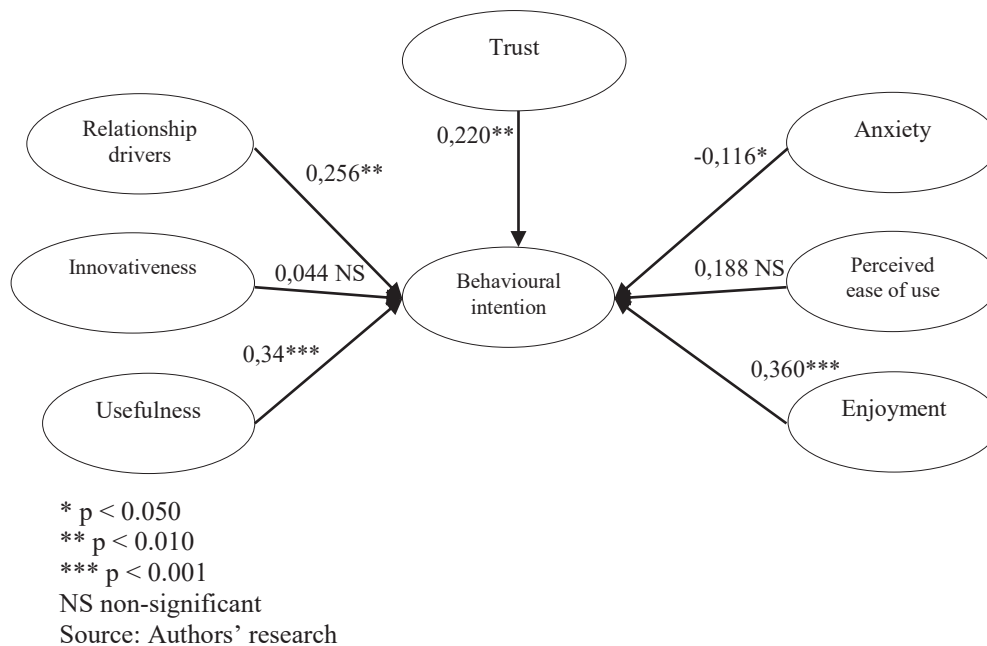 Trust
Relationship
drivers
0,220**
Anxiety
0,256**
-0,116*
Innovativeness
0,044 NS
Behavioural
intention
0,188 NS
Perceived
ease of use
0,34***
0,360***
Usefulness
Enjoyment
* p < 0.050
** p < 0.010
*** p < 0.001
NS non-significant
Source: Authors’ research